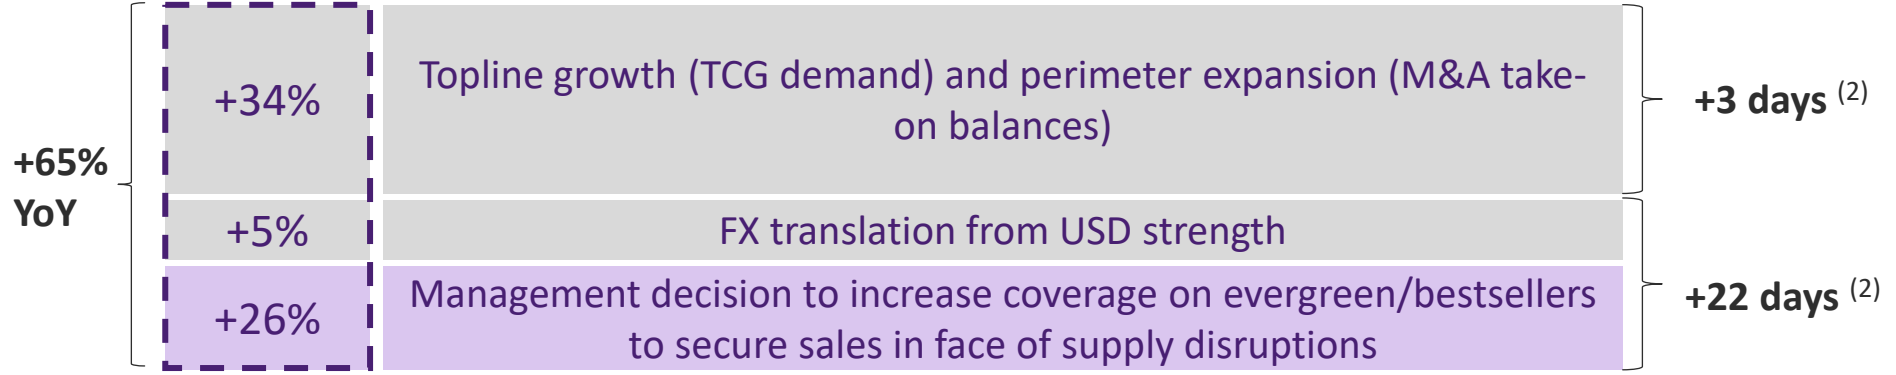 +65%
YoY
+34%
Topline growth (TCG demand) and perimeter expansion (M&A take-
on balances)
+3 days (2)
+5%
FX translation from USD strength
+26%
Management decision to increase coverage on evergreen/bestsellers
to secure sales in face of supply disruptions
+22 days (2)